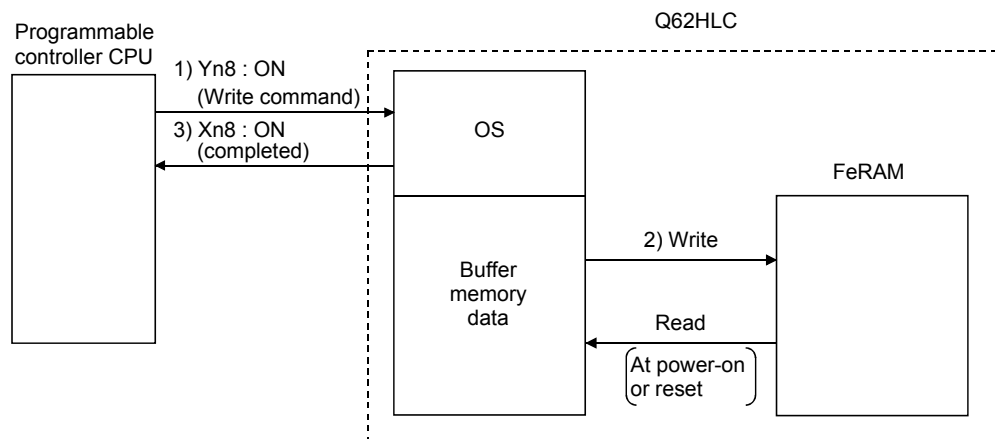 Q62HLC
Programmable
controller CPU
1) Yn8 : ON
(Write command)
3) Xn8 : ON
(completed)
OS
FeRAM
2) Write
Buffer
memory
data
Read
At power-on
or reset